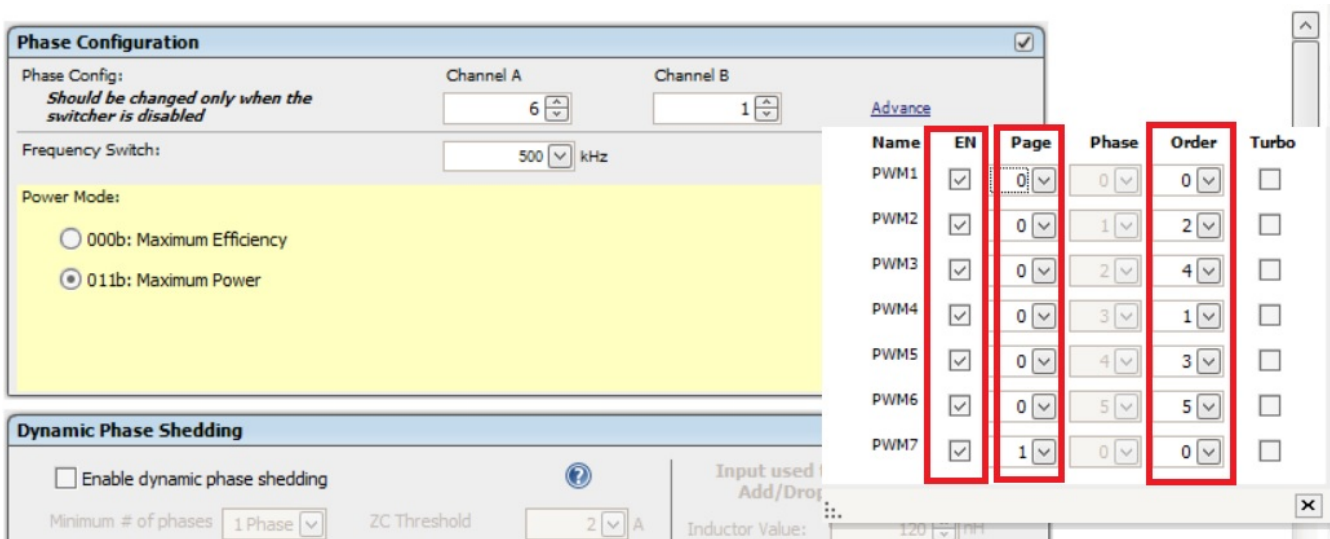 Phase Configuration
Phase Config:
Should be changed only when the
switcher is disabled
Channel A
Channel B
6
1
Advance
Frequency Switch:
500 kHz
Power Mode:
000b: Maximum Efficiency
011b: Maximum Power
Name EN Page Phase Order Turbo
PWM1 0 0 0
PWM2 0 1 2
PWM3 0 2 4
PWM4 0 3 1
PWM5 0 4 3
PWM6 0 5 5
PWM7 1 0 0
Dynamic Phase Shedding
Enable dynamic phase shedding
?
Minimum # of phases 1 Phase
ZC Threshold 2 A
Input used
Add/Drop
Inductor Value: 120 nH